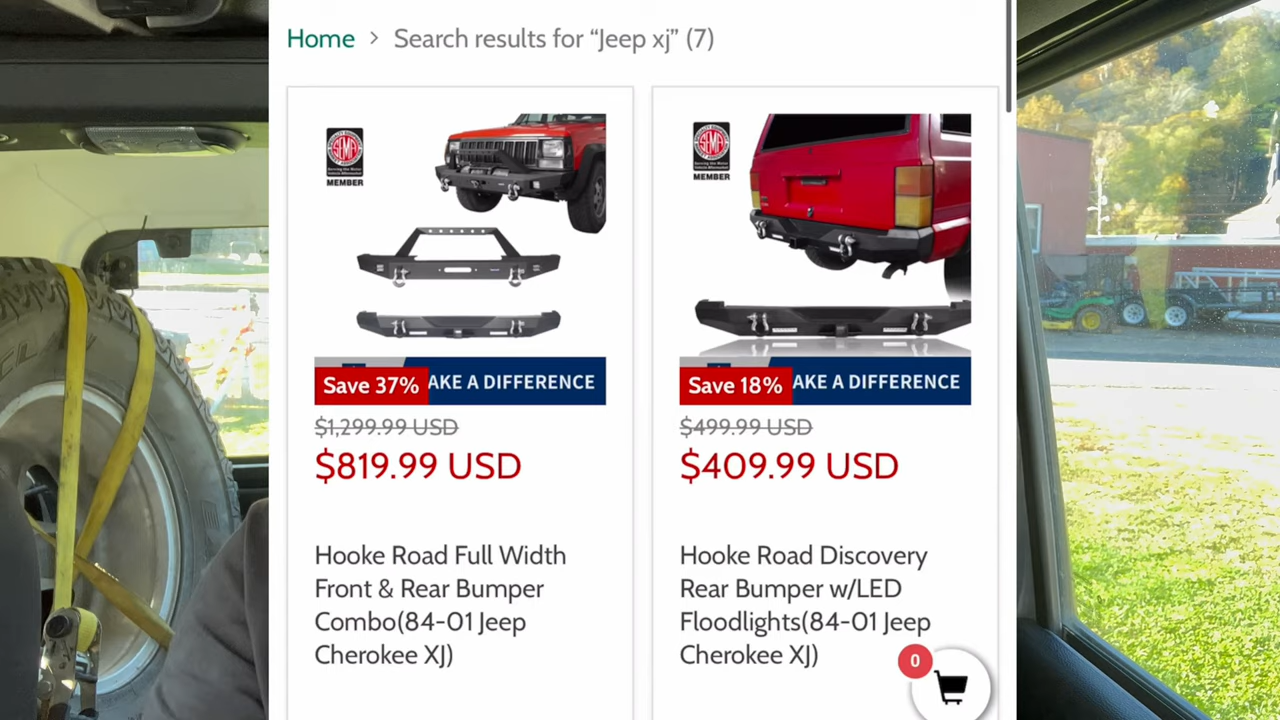 Home > Search results for “Jeep xj” (7)
SEMA
MEMBER
Save 37%
AKE A DIFFERENCE
$1,299.99 USD
$819.99 USD
Hooke Road Full Width
Front & Rear Bumper
Combo(84-01 Jeep
Cherokee XJ)
SEMA
MEMBER
Save 18%
AKE A DIFFERENCE
$499.99 USD
$409.99 USD
Hooke Road Discovery
Rear Bumper w/LED
Floodlights(84-01 Jeep
Cherokee XJ)
0